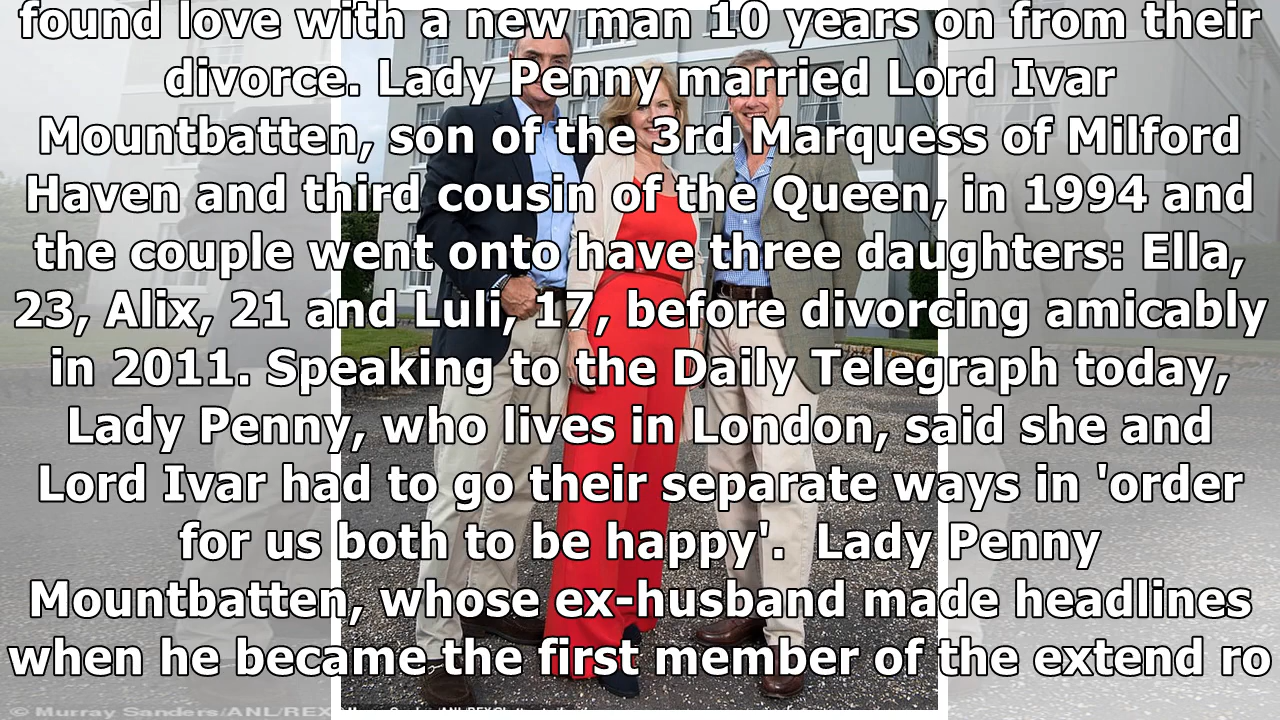 found love with a new man 10 years on from their
divorce. Lady Penny married Lord Ivar
Mountbatten, son of the 3rd Marquess of Milford
Haven and third cousin of the Queen, in 1994 and
the couple went onto have three daughters: Ella,
23, Alix, 21 and Luli, 17, before divorcing amicably
in 2011. Speaking to the Daily Telegraph today,
Lady Penny, who lives in London, said she and
Lord Ivar had to go their separate ways in 'order
for us both to be happy'.  Lady Penny
Mountbatten, whose ex-husband made headlines
when he became the first member of the extend ro
© Murray Sanders/ANL/REX